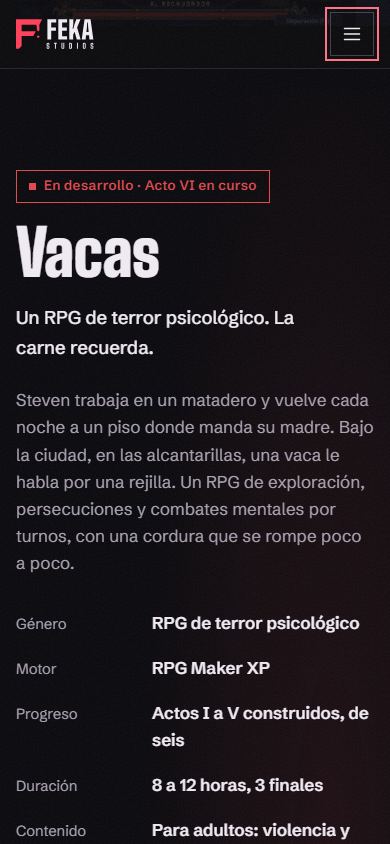 FEKA
STUDIOS
En desarrollo · Acto VI en curso
Vacas
Un RPG de terror psicológico. La
carne recuerda.
Steven trabaja en un matadero y vuelve cada
noche a un piso donde manda su madre. Bajo
la ciudad, en las alcantarillas, una vaca le
habla por una rejilla. Un RPG de exploración,
persecuciones y combates mentales por
turnos, con una cordura que se rompe poco
a poco.
Género RPG de terror psicológico
Motor RPG Maker XP
Progreso Actos I a V construidos, de
seis
Duración 8 a 12 horas, 3 finales
Contenido Para adultos: violencia y